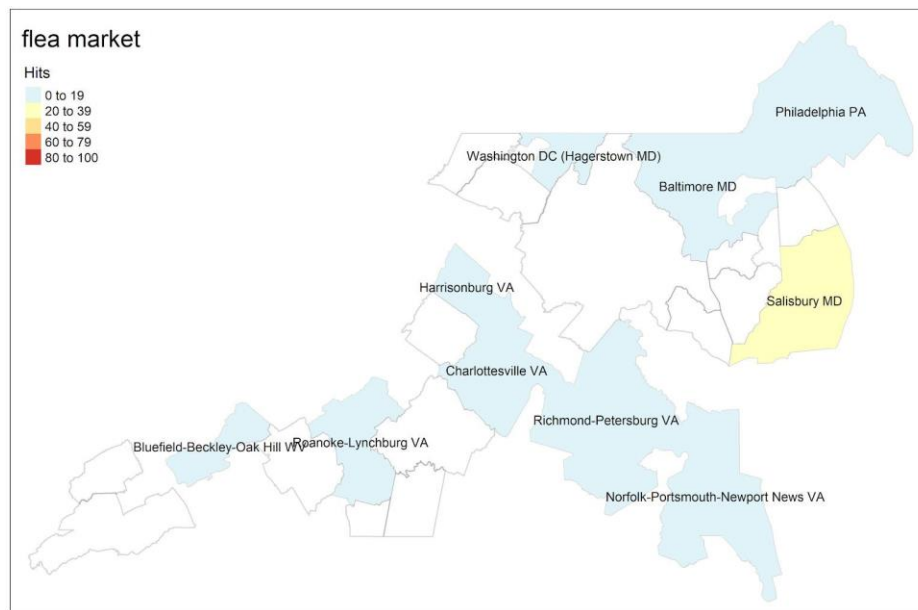 flea market
Hits
0 to 19
20 to 39
40 to 59
60 to 79
80 to 100
Philadelphia PA
Washington DC (Hagerstown MD)
Baltimore MD
Harrisonburg VA
Salisbury MD
Charlottesville VA
Richmond-Petersburg VA
Bluefield-Beckley-Oak Hill WV
Roanoke-Lynchburg VA
Norfolk-Portsmouth-Newport News VA